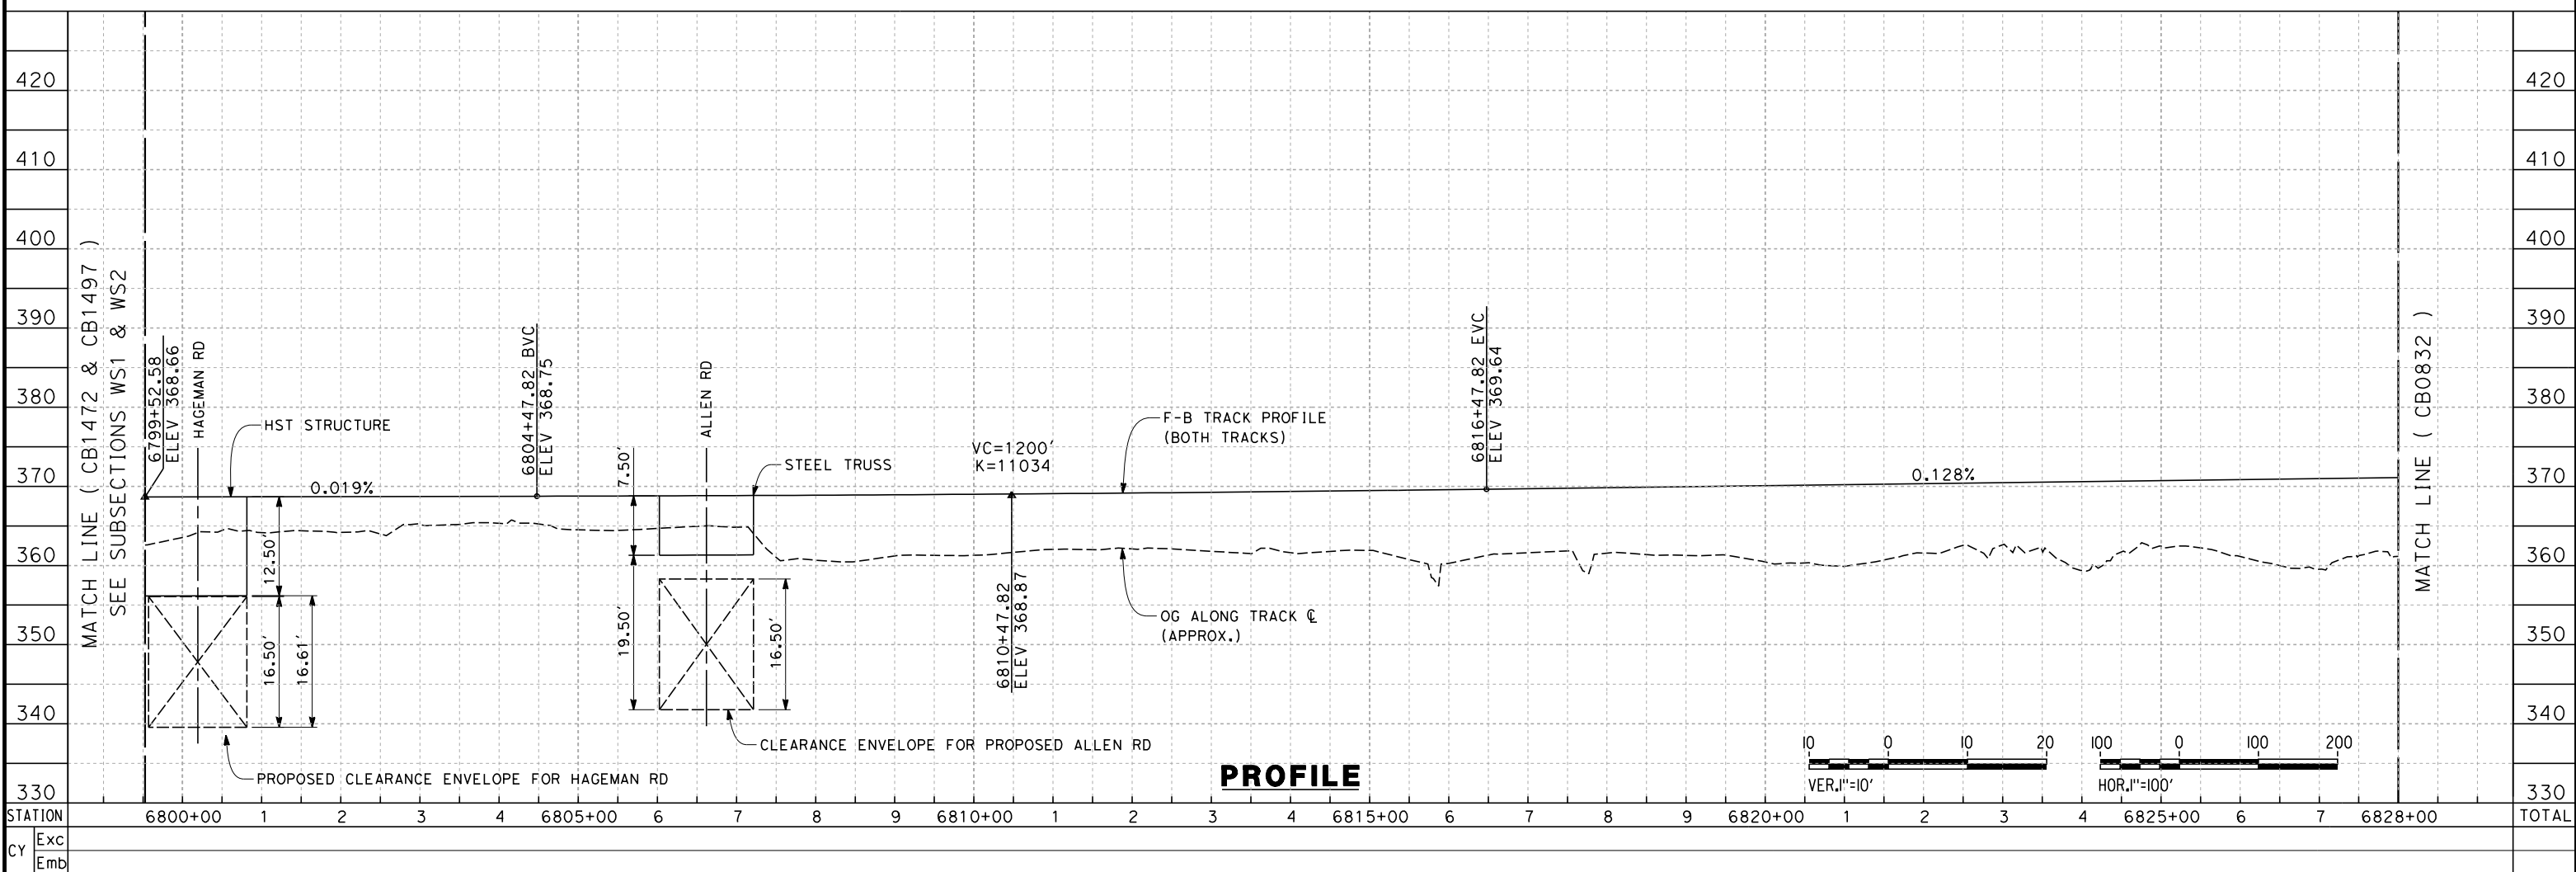 420
410
400
390
380
370
360
350
340
330
MATCH LINE ( CB1472 & CB1497 )
SEE SUBSECTIONS WS1 & WS2
6799+52.58
ELEV 368.66
HAGEMAN RD
HST STRUCTURE
0.019%
12.50'
16.50'
16.61'
PROPOSED CLEARANCE ENVELOPE FOR HAGEMAN RD
6804+47.82 BVC
ELEV 368.75
7.50'
19.50'
ALLEN RD
STEEL TRUSS
16.50'
CLEARANCE ENVELOPE FOR PROPOSED ALLEN RD
VC=1200'
K=11034
6810+47.82
ELEV 368.87
F-B TRACK PROFILE
(BOTH TRACKS)
OG ALONG TRACK ℄
(APPROX.)
6816+47.82 EVC
ELEV 369.64
0.128%
MATCH LINE ( CB0832 )
420
410
400
390
380
370
360
350
340
330
PROFILE
10 0 10 20
VER.1"=10'
100 0 100 200
HOR.1"=100'
STATION 6800+00 1 2 3 4 6805+00 6 7 8 9 6810+00 1 2 3 4 6815+00 6 7 8 9 6820+00 1 2 3 4 6825+00 6 7 6828+00 TOTAL
CY
Exc
Emb